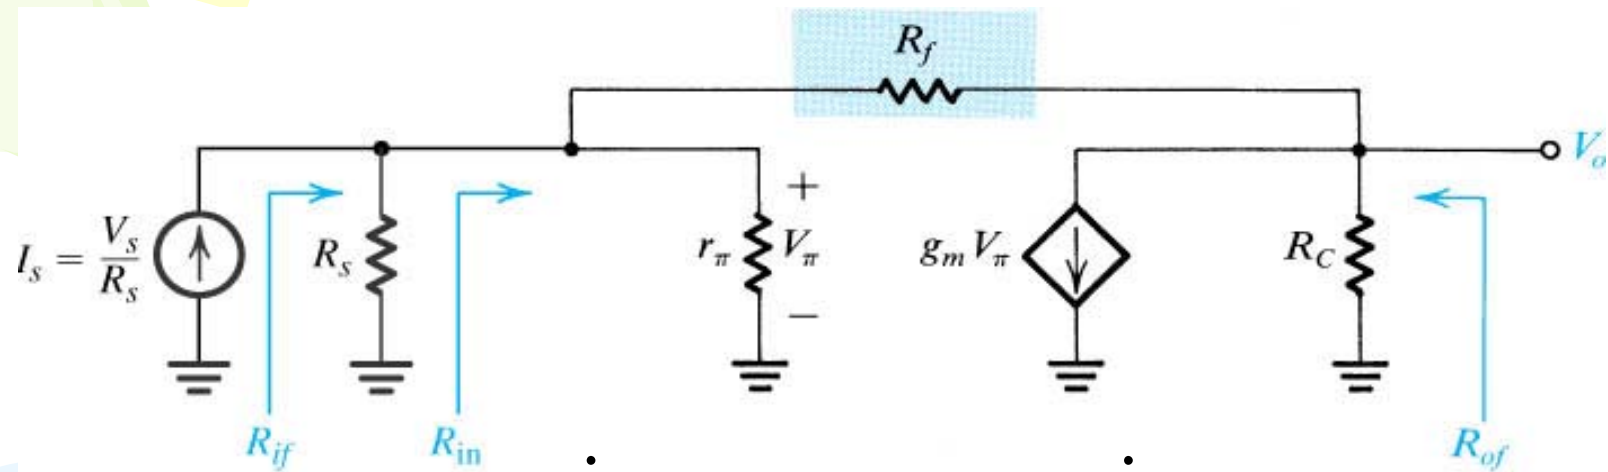 R_f
V_o
+
I_s = V_s / R_s
R_s
r_π
V_π
g_m V_π
R_C
−
R_if
R_in
R_of